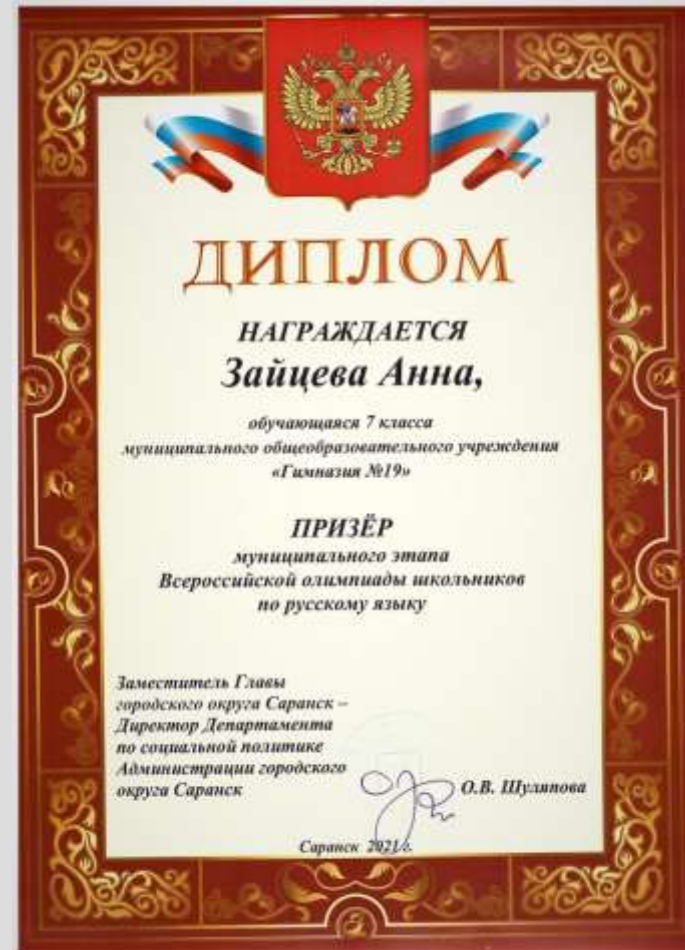 ДИПЛОМ
НАГРАЖДАЕТСЯ
Зайцева Анна,
обучающаяся 7 класса
муниципального общеобразовательного учреждения
«Гимназия №19»
ПРИЗЁР
муниципального этапа
Всероссийской олимпиады школьников
по русскому языку
Заместитель Главы
городского округа Саранск –
Директор Департамента
по социальной политике
Администрации городского
округа Саранск
О.В. Шуляпова
Саранск 2021 г.